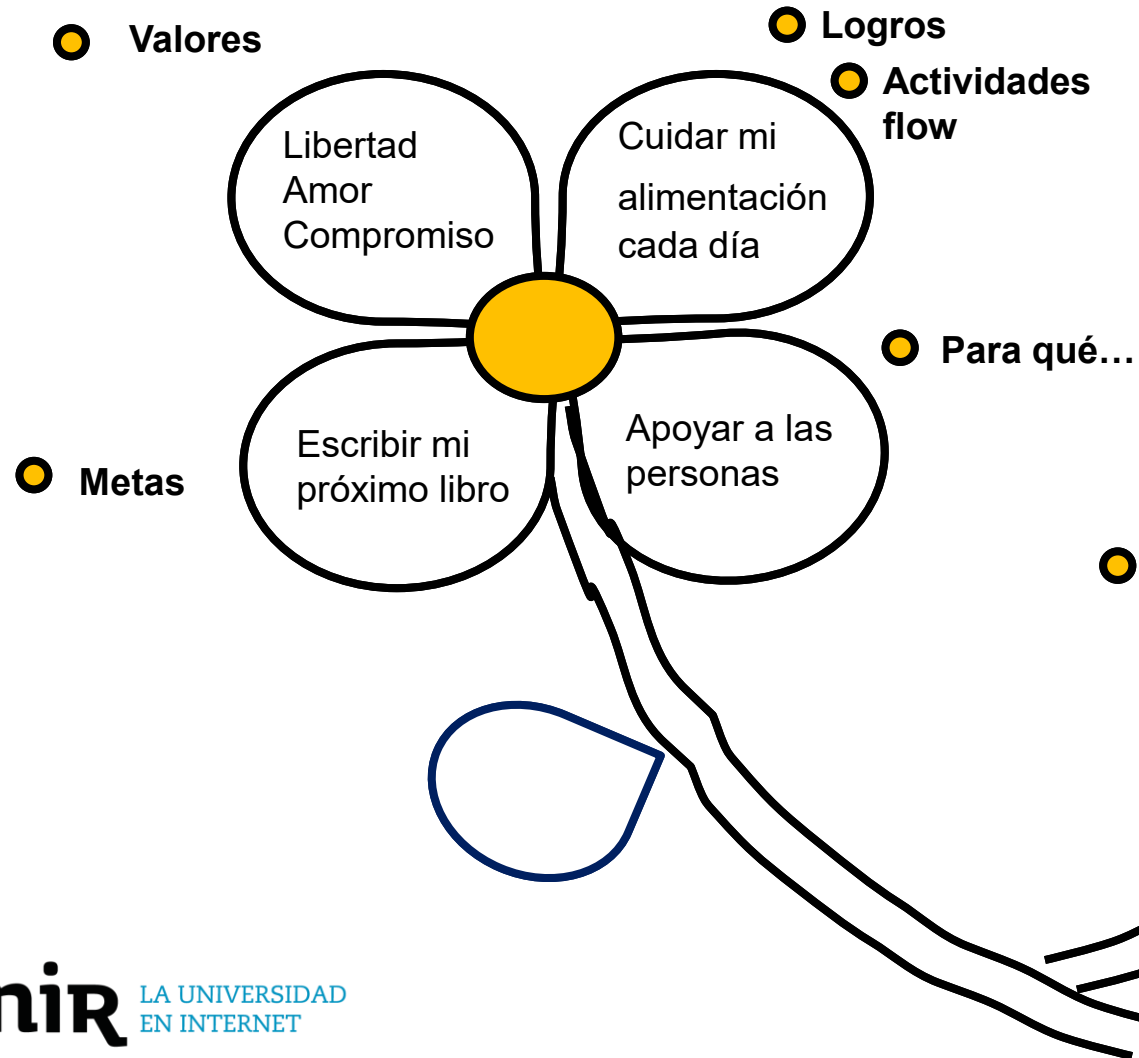 Valores
Logros
Actividades
flow
Libertad
Amor
Compromiso
Cuidar mi
alimentación
cada día
Para qué...
Metas
Escribir mi
próximo libro
Apoyar a las
personas
niR
LA UNIVERSIDAD
EN INTERNET